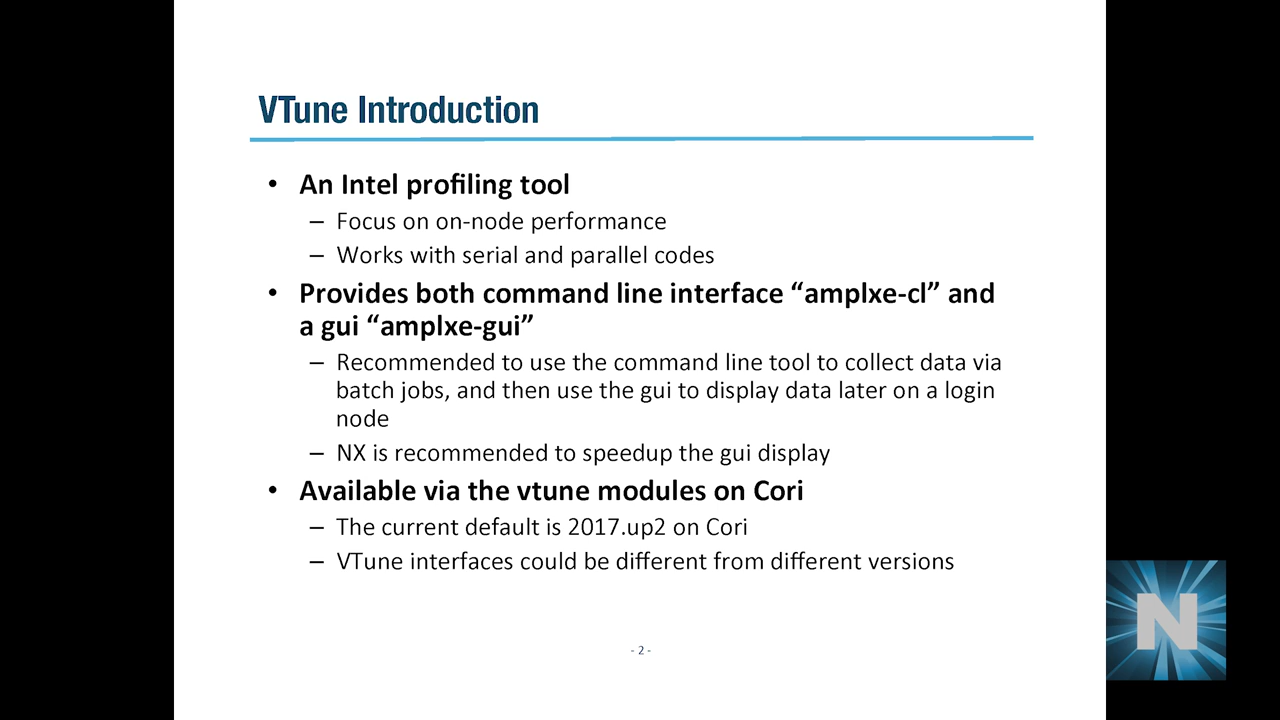 VTune Introduction
• An Intel profiling tool
– Focus on on-node performance
– Works with serial and parallel codes
• Provides both command line interface “amplxe-cl” and
a gui “amplxe-gui”
– Recommended to use the command line tool to collect data via
batch jobs, and then use the gui to display data later on a login
node
– NX is recommended to speedup the gui display
• Available via the vtune modules on Cori
– The current default is 2017.up2 on Cori
– VTune interfaces could be different from different versions
- 2 -
N